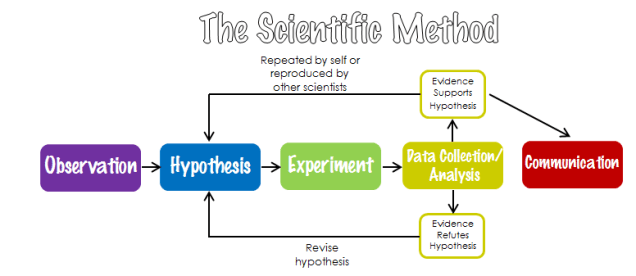 The Scientific Method
Repeated by self or
reproduced by
other scientists
Evidence
Supports
Hypothesis
Observation
Hypothesis
Experiment
Data Collection/
Analysis
Communication
Evidence
Refutes
Hypothesis
Revise
hypothesis